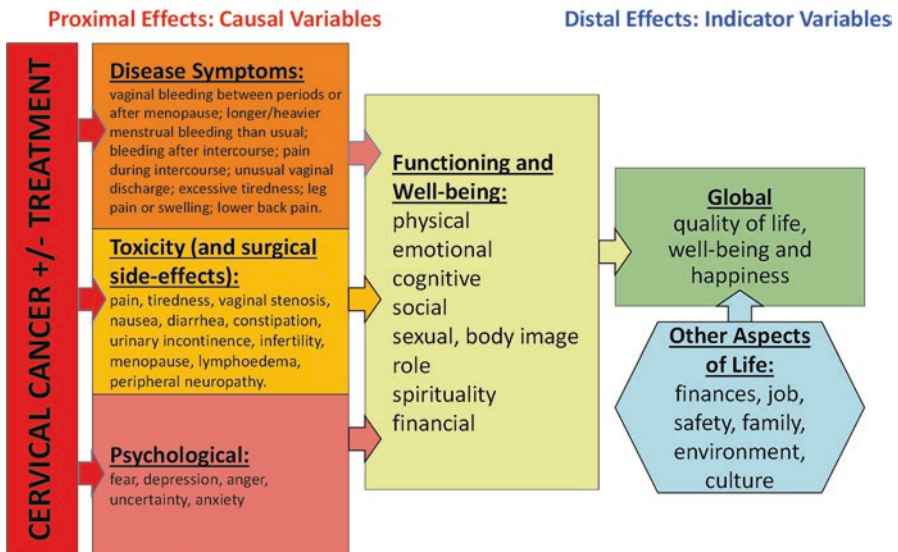 Proximal Effects: Causal Variables
Distal Effects: Indicator Variables
CERVICAL CANCER +/- TREATMENT
Disease Symptoms:
vaginal bleeding between periods or
after menopause; longer/heavier
menstrual bleeding than usual;
bleeding after intercourse; pain
during intercourse; unusual vaginal
discharge; excessive tiredness; leg
pain or swelling; lower back pain.
Toxicity (and surgical
side-effects):
pain, tiredness, vaginal stenosis,
nausea, diarrhea, constipation,
urinary incontinence, infertility,
menopause, lymphoedema,
peripheral neuropathy.
Psychological:
fear, depression, anger,
uncertainty, anxiety
Functioning and
Well-being:
physical
emotional
cognitive
social
sexual, body image
role
spirituality
financial
Global
quality of life,
well-being and
happiness
Other Aspects
of Life:
finances, job,
safety, family,
environment,
culture